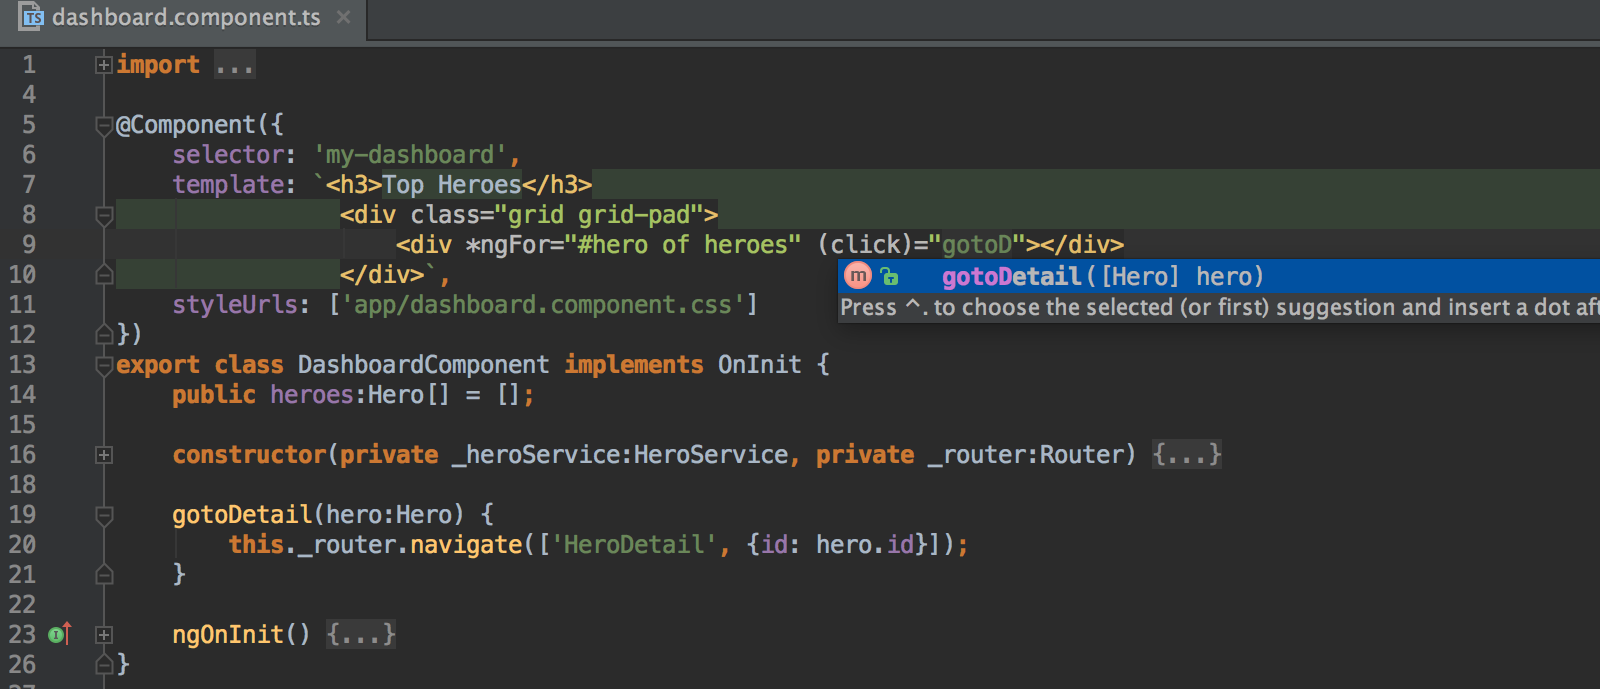 dashboard.component.ts ×
1 import ...
4
5 @Component({
6 selector: 'my-dashboard',
7 template: `<h3>Top Heroes</h3>
8 <div class="grid grid-pad">
9 <div *ngFor="#hero of heroes" (click)="gotoD"></div>
10 </div>`,
m gotoDetail([Hero] hero)
11 styleUrls: ['app/dashboard.component.css']
Press ^. to choose the selected (or first) suggestion and insert a dot aft
12 })
13 export class DashboardComponent implements OnInit {
14 public heroes:Hero[] = [];
15
16 constructor(private _heroService:HeroService, private _router:Router) {...}
18
19 gotoDetail(hero:Hero) {
20 this._router.navigate(['HeroDetail', {id: hero.id}]);
21 }
22
23 ngOnInit() {...}
26 }
27